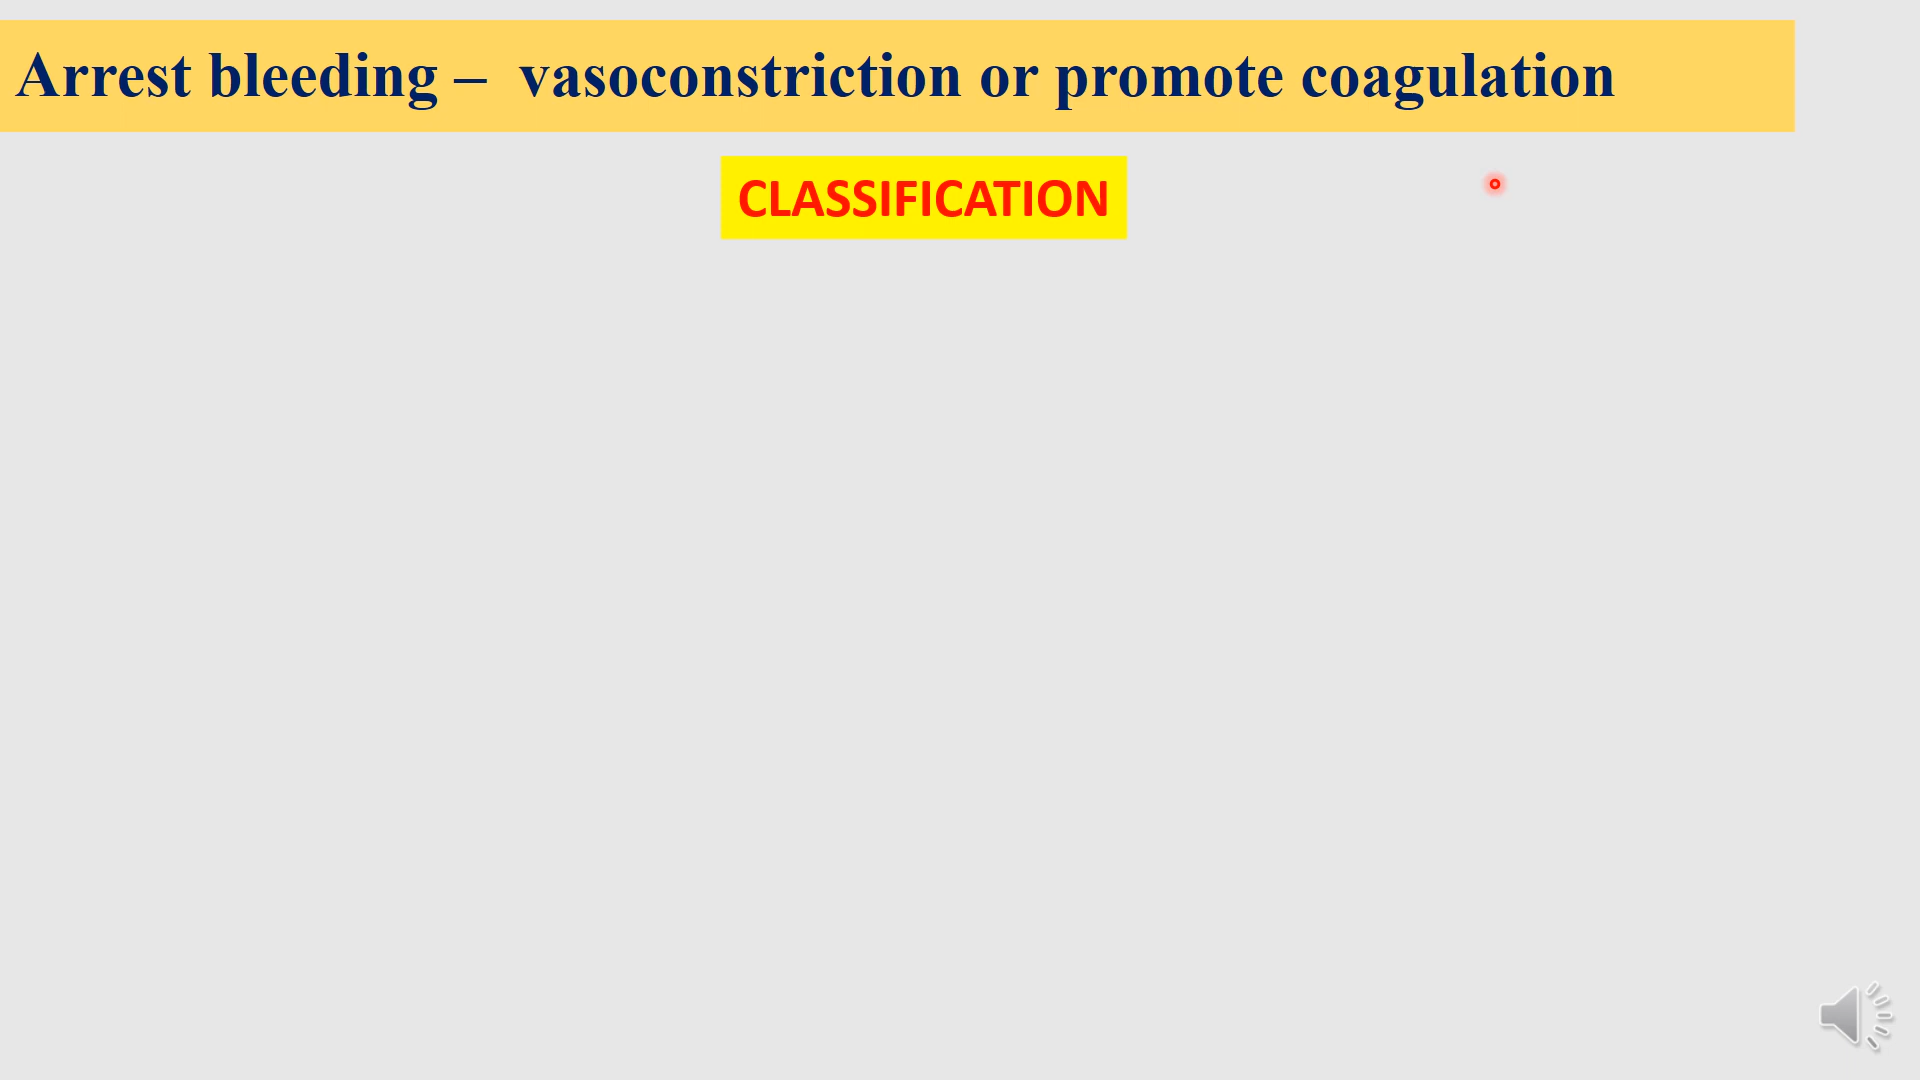 Arrest bleeding – vasoconstriction or promote coagulation
CLASSIFICATION